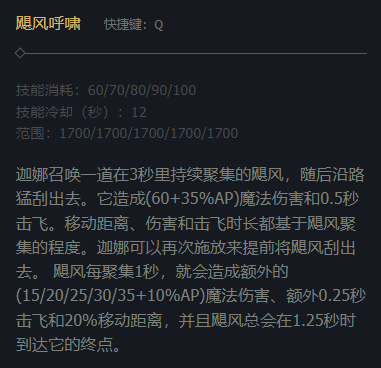 飓风呼啸 快捷键：Q
技能消耗：60/70/80/90/100
技能冷却（秒）：12
范围：1700/1700/1700/1700/1700
迦娜召唤一道在3秒里持续聚集的飓风，随后沿路
猛刮出去。它造成(60+35%AP)魔法伤害和0.5秒
击飞。移动距离、伤害和击飞时长都基于飓风聚
集的程度。迦娜可以再次施放来提前将飓风刮出
去。 飓风每聚集1秒，就会造成额外的
(15/20/25/30/35+10%AP)魔法伤害、额外0.25秒
击飞和20%移动距离，并且飓风总会在1.25秒时
到达它的终点。